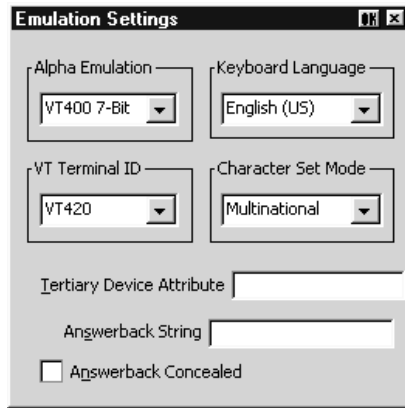 Emulation Settings OK X
Alpha Emulation Keyboard Language
VT400 7-Bit English (US)
VT Terminal ID Character Set Mode
VT420 Multinational
Tertiary Device Attribute
Answerback String
Answerback Concealed